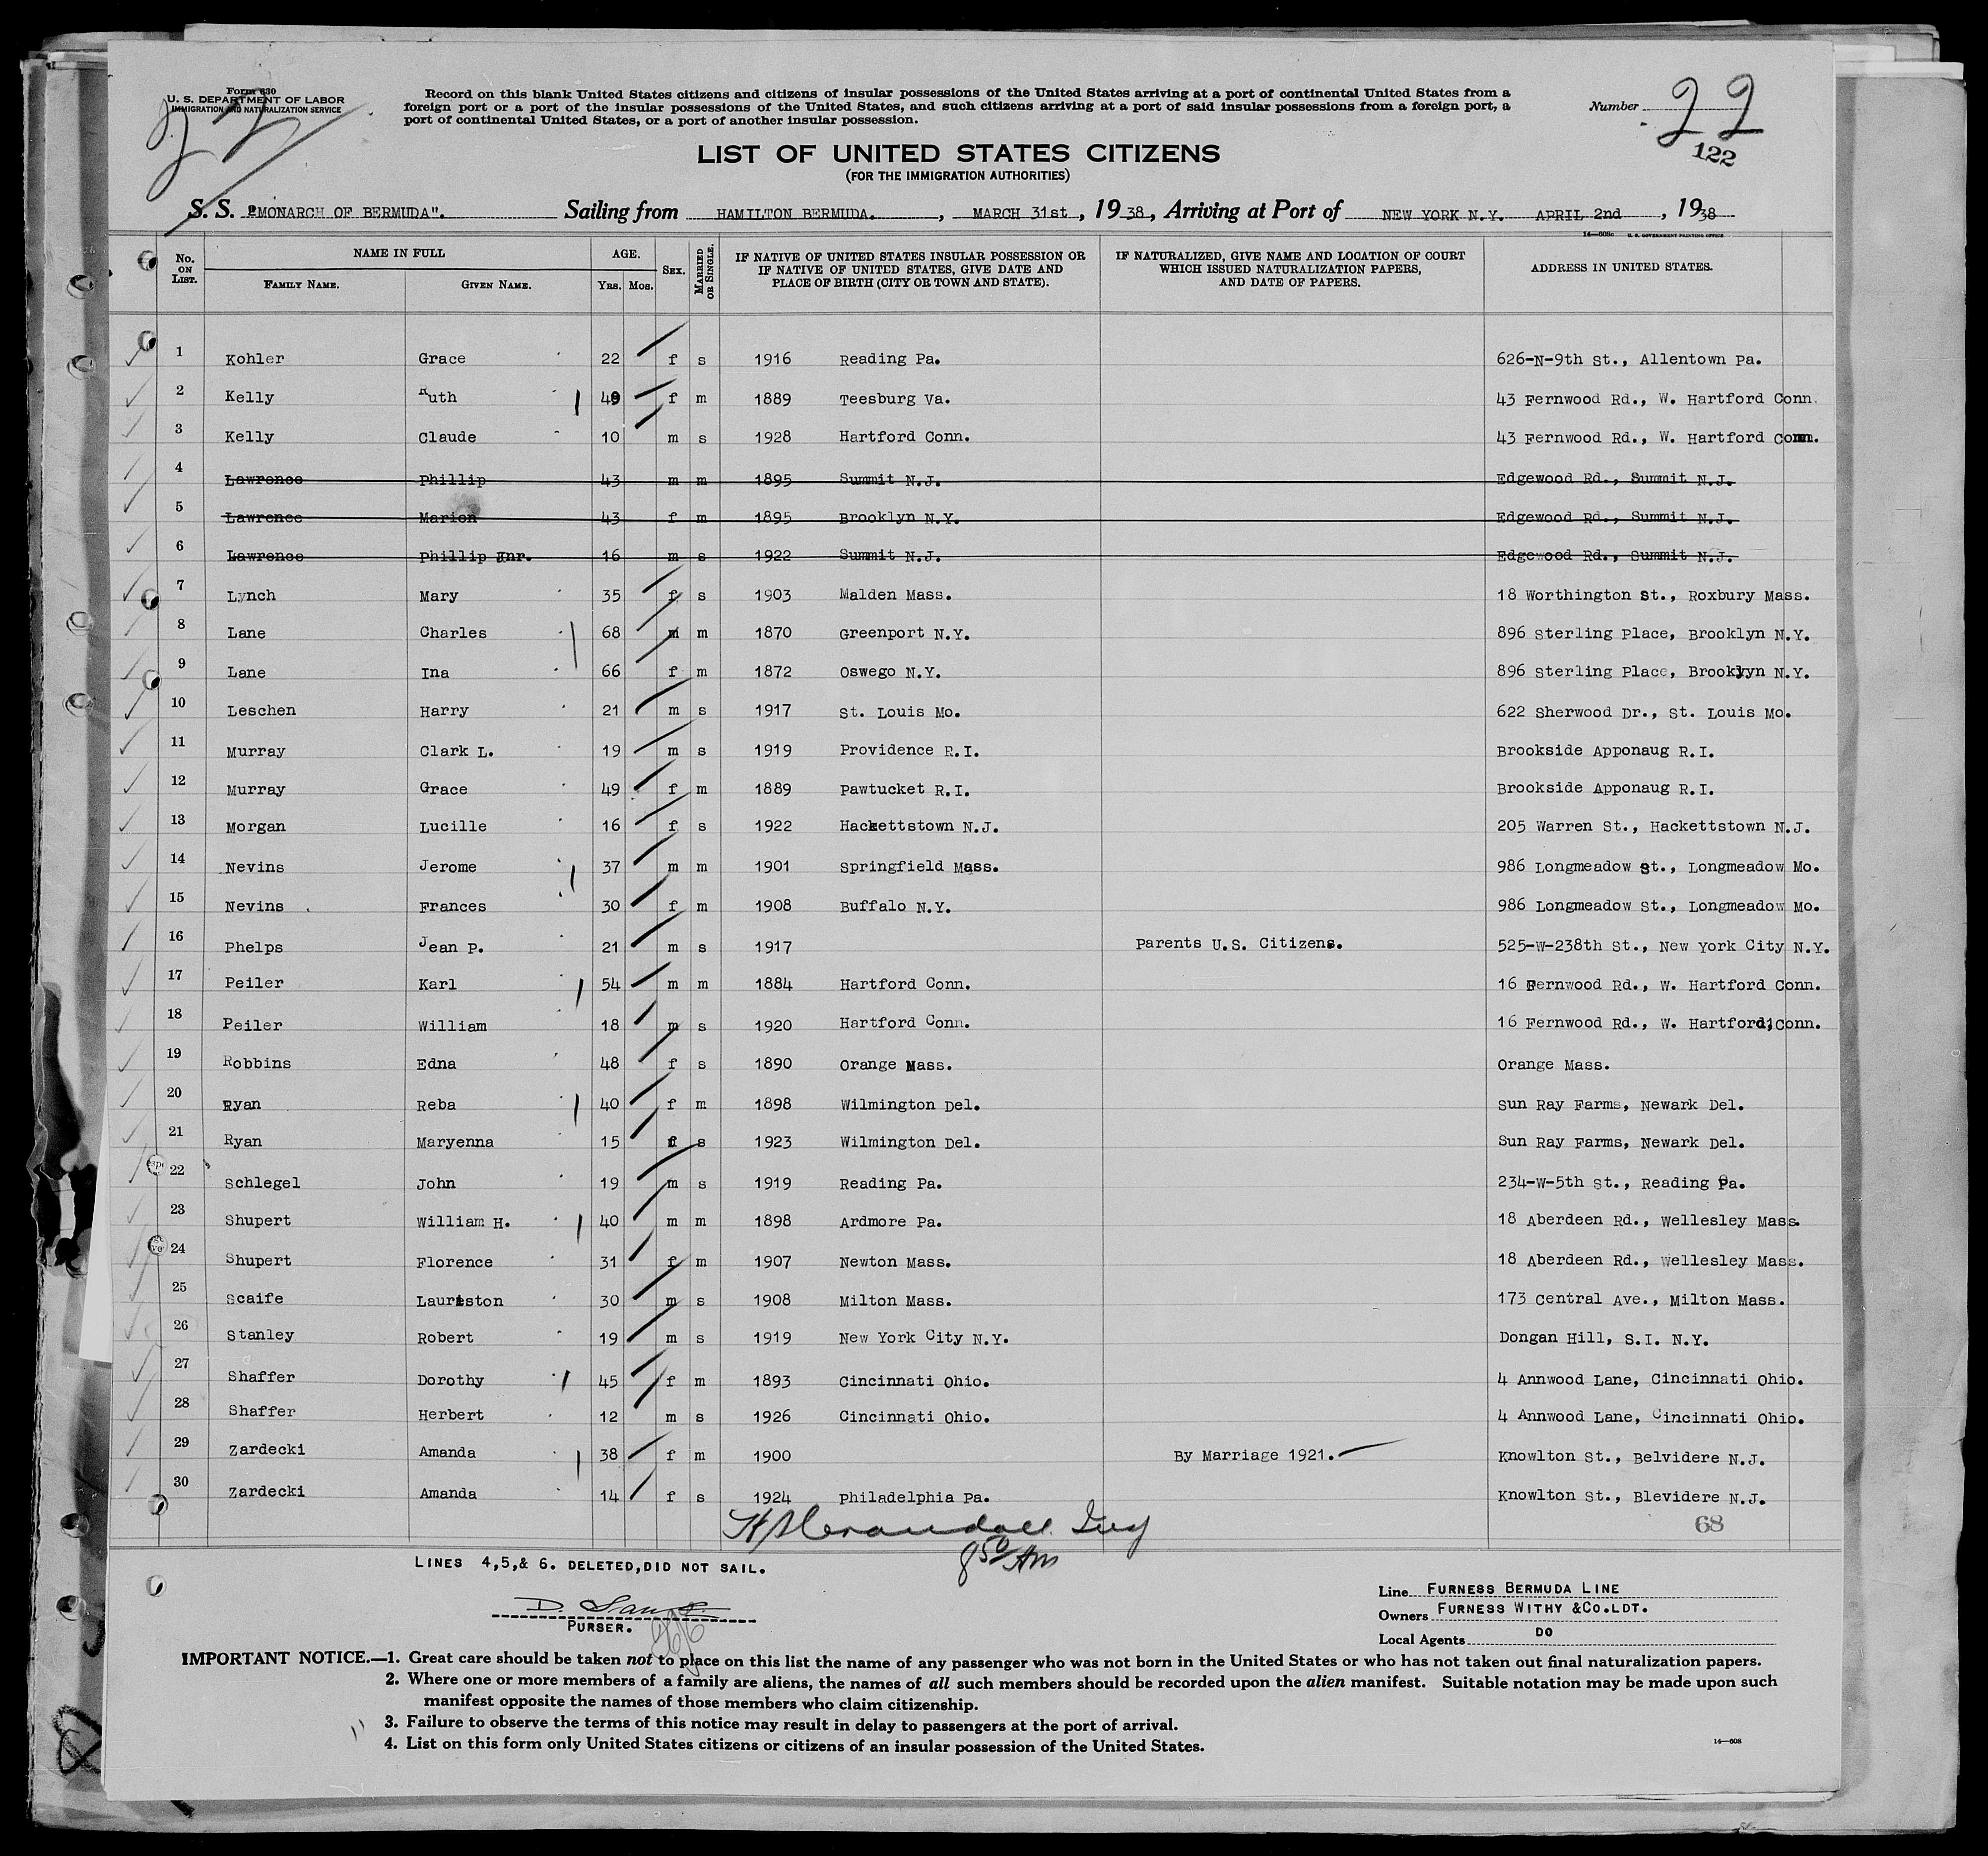 Form 630
U. S. DEPARTMENT OF LABOR
IMMIGRATION AND NATURALIZATION SERVICE
22
Record on this blank United States citizens and citizens of insular possessions of the United States arriving at a port of continental United States from a
foreign port or a port of the insular possessions of the United States, and such citizens arriving at a port of said insular possessions from a foreign port, a
port of continental United States, or a port of another insular possession.
Number 22
122
LIST OF UNITED STATES CITIZENS
(FOR THE IMMIGRATION AUTHORITIES)
S. S. "MONARCH OF BERMUDA". Sailing from HAMILTON BERMUDA. , MARCH 31st , 19 38 , Arriving at Port of NEW YORK N.Y. APRIL 2nd , 19 38
14—608c U. S. GOVERNMENT PRINTING OFFICE
No. ON LIST. NAME IN FULL FAMILY NAME. GIVEN NAME. AGE. YRS. MOS. SEX. MARRIED OR SINGLE. IF NATIVE OF UNITED STATES INSULAR POSSESSION OR IF NATIVE OF UNITED STATES, GIVE DATE AND PLACE OF BIRTH (CITY OR TOWN AND STATE). IF NATURALIZED, GIVE NAME AND LOCATION OF COURT WHICH ISSUED NATURALIZATION PAPERS, AND DATE OF PAPERS. ADDRESS IN UNITED STATES.
1 Kohler Grace 22 f s 1916 Reading Pa. 626-N-9th St., Allentown Pa.
2 Kelly Ruth 49 f m 1889 Teesburg Va. 43 Fernwood Rd., W. Hartford Conn.
3 Kelly Claude 10 m s 1928 Hartford Conn. 43 Fernwood Rd., W. Hartford Conn.
4 Lawrence Phillip 43 m m 1895 Summit N.J. Edgewood Rd., Summit N.J.
5 Lawrence Marion 43 f m 1895 Brooklyn N.Y. Edgewood Rd., Summit N.J.
6 Lawrence Phillip Jnr. 16 m s 1922 Summit N.J. Edgewood Rd., Summit N.J.
7 Lynch Mary 35 f s 1903 Malden Mass. 18 Worthington St., Roxbury Mass.
8 Lane Charles 68 m m 1870 Greenport N.Y. 896 Sterling Place, Brooklyn N.Y.
9 Lane Ina 66 f m 1872 Oswego N.Y. 896 Sterling Place, Brooklyn N.Y.
10 Leschen Harry 21 m s 1917 St. Louis Mo. 622 Sherwood Dr., St. Louis Mo.
11 Murray Clark L. 19 m s 1919 Providence R.I. Brookside Apponaug R.I.
12 Murray Grace 49 f m 1889 Pawtucket R.I. Brookside Apponaug R.I.
13 Morgan Lucille 16 f s 1922 Hackettstown N.J. 205 Warren St., Hackettstown N.J.
14 Nevins Jerome 37 m m 1901 Springfield Mass. 986 Longmeadow St., Longmeadow Mo.
15 Nevins Frances 30 f m 1908 Buffalo N.Y. 986 Longmeadow St., Longmeadow Mo.
16 Phelps Jean P. 21 m s 1917 Parents U.S. Citizens. 525-W-238th St., New York City N.Y.
17 Peiler Karl 54 m m 1884 Hartford Conn. 16 Fernwood Rd., W. Hartford Conn.
18 Peiler William 18 m s 1920 Hartford Conn. 16 Fernwood Rd., W. Hartford, Conn.
19 Robbins Edna 48 f s 1890 Orange Mass. Orange Mass.
20 Ryan Reba 40 f m 1898 Wilmington Del. Sun Ray Farms, Newark Del.
21 Ryan Maryenna 15 f s 1923 Wilmington Del. Sun Ray Farms, Newark Del.
22 Schlegel John 19 m s 1919 Reading Pa. 234-W-5th St., Reading Pa.
23 Shupert William H. 40 m m 1898 Ardmore Pa. 18 Aberdeen Rd., Wellesley Mass.
24 Shupert Florence 31 f m 1907 Newton Mass. 18 Aberdeen Rd., Wellesley Mass.
25 Scaife Lauriston 30 m s 1908 Milton Mass. 173 Central Ave., Milton Mass.
26 Stanley Robert 19 m s 1919 New York City N.Y. Dongan Hill, S.I. N.Y.
27 Shaffer Dorothy 45 f m 1893 Cincinnati Ohio. 4 Annwood Lane, Cincinnati Ohio.
28 Shaffer Herbert 12 m s 1926 Cincinnati Ohio. 4 Annwood Lane, Cincinnati Ohio.
29 Zardecki Amanda 38 f m 1900 By Marriage 1921. Knowlton St., Belvidere N.J.
30 Zardecki Amanda 14 f s 1924 Philadelphia Pa. Knowlton St., Blevidere N.J.
68
8 50 AM
LINES 4,5,& 6. DELETED,DID NOT SAIL.
PURSER.
Line FURNESS BERMUDA LINE
Owners FURNESS WITHY &CO.LDT.
Local Agents DO
IMPORTANT NOTICE.—1. Great care should be taken not to place on this list the name of any passenger who was not born in the United States or who has not taken out final naturalization papers.
2. Where one or more members of a family are aliens, the names of all such members should be recorded upon the alien manifest. Suitable notation may be made upon such
manifest opposite the names of those members who claim citizenship.
3. Failure to observe the terms of this notice may result in delay to passengers at the port of arrival.
4. List on this form only United States citizens or citizens of an insular possession of the United States.
14—608